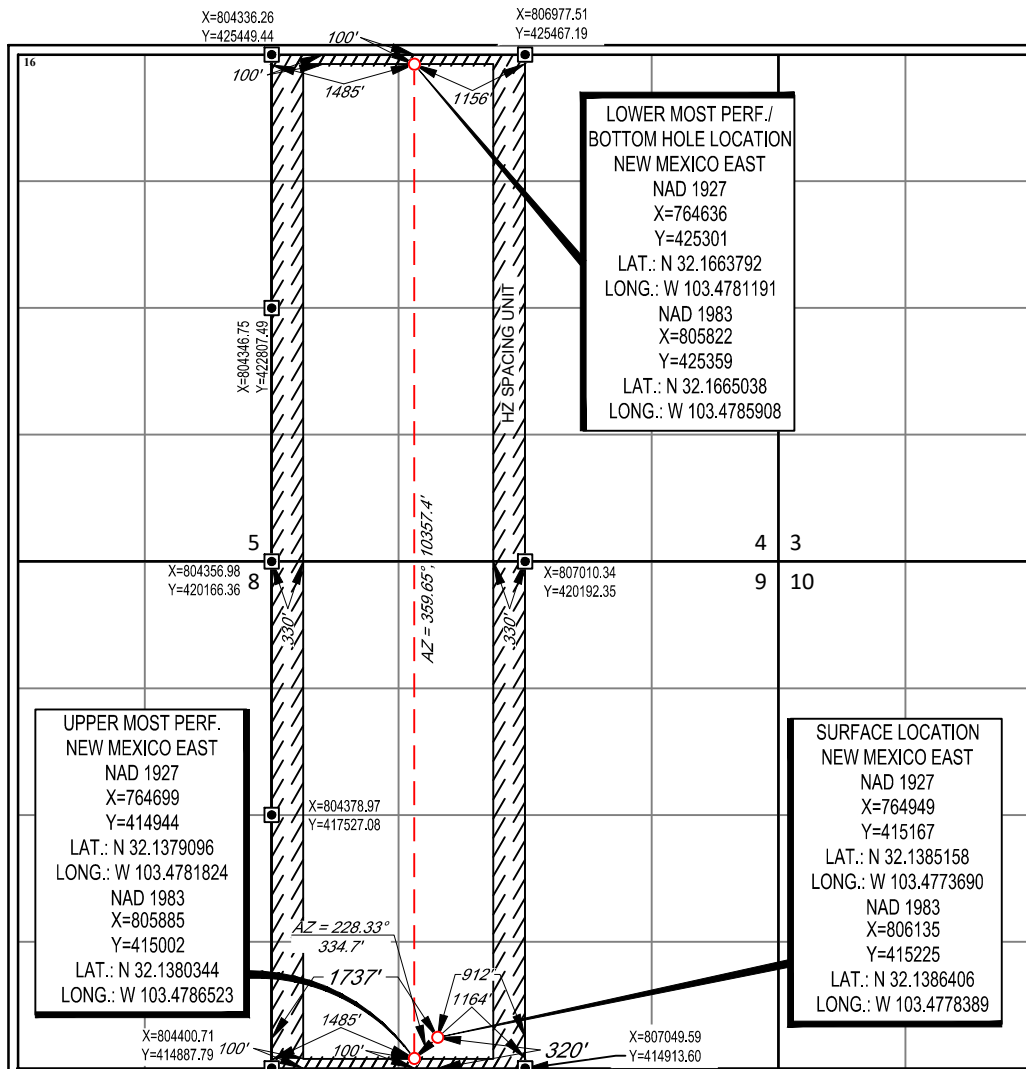 X=804336.26
Y=425449.44
X=806977.51
Y=425467.19
16
100'
100'
1485'
1156'
LOWER MOST PERF./
BOTTOM HOLE LOCATION
NEW MEXICO EAST
NAD 1927
X=764636
Y=425301
LAT.: N 32.1663792
LONG.: W 103.4781191
NAD 1983
X=805822
Y=425359
LAT.: N 32.1665038
LONG.: W 103.4785908
HZ SPACING UNIT
X=804346.75
Y=422807.49
AZ = 359.65°, 10357.4'
5
4
3
8
9
10
X=804356.98
Y=420166.36
X=807010.34
Y=420192.35
330'
330'
UPPER MOST PERF.
NEW MEXICO EAST
NAD 1927
X=764699
Y=414944
LAT.: N 32.1379096
LONG.: W 103.4781824
NAD 1983
X=805885
Y=415002
LAT.: N 32.1380344
LONG.: W 103.4786523
X=804378.97
Y=417527.08
SURFACE LOCATION
NEW MEXICO EAST
NAD 1927
X=764949
Y=415167
LAT.: N 32.1385158
LONG.: W 103.4773690
NAD 1983
X=806135
Y=415225
LAT.: N 32.1386406
LONG.: W 103.4778389
AZ = 228.33°
334.7'
1737'
912'
1164'
1485'
100'
100'
320'
X=804400.71
Y=414887.79
X=807049.59
Y=414913.60